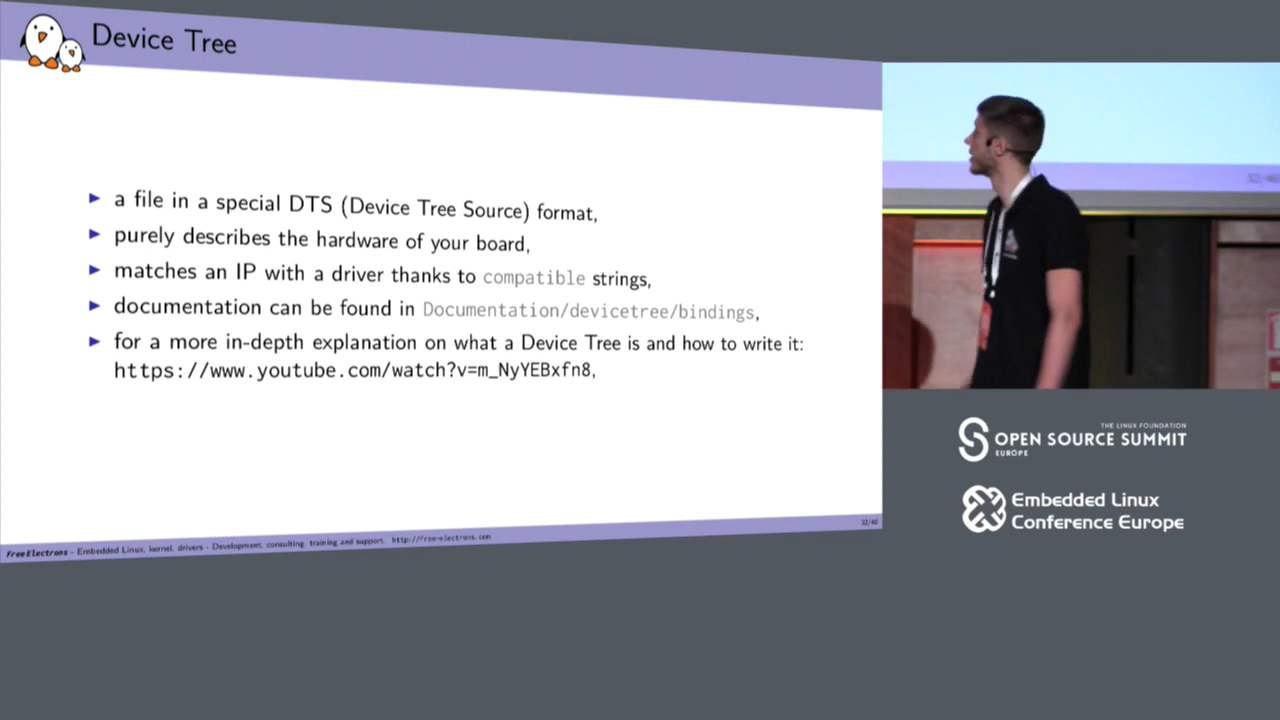 Device Tree
a file in a special DTS (Device Tree Source) format,
purely describes the hardware of your board,
matches an IP with a driver thanks to compatible strings,
documentation can be found in Documentation/devicetree/bindings,
for a more in-depth explanation on what a Device Tree is and how to write it:
https://www.youtube.com/watch?v=m_NyYEBxfn8,
32/46
Free Electrons - Embedded Linux, kernel, drivers - Development, consulting, training and support. http://free-electrons.com
THE LINUX FOUNDATION
OPEN SOURCE SUMMIT
EUROPE
Embedded Linux
Conference Europe